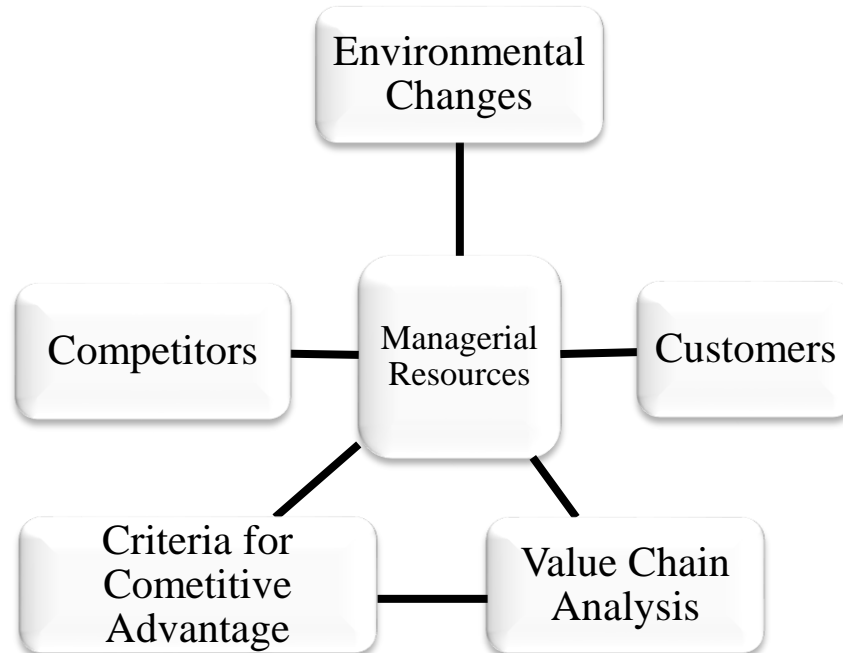 Environmental
Changes
Competitors
Managerial
Resources
Customers
Criteria for
Cometitive
Advantage
Value Chain
Analysis